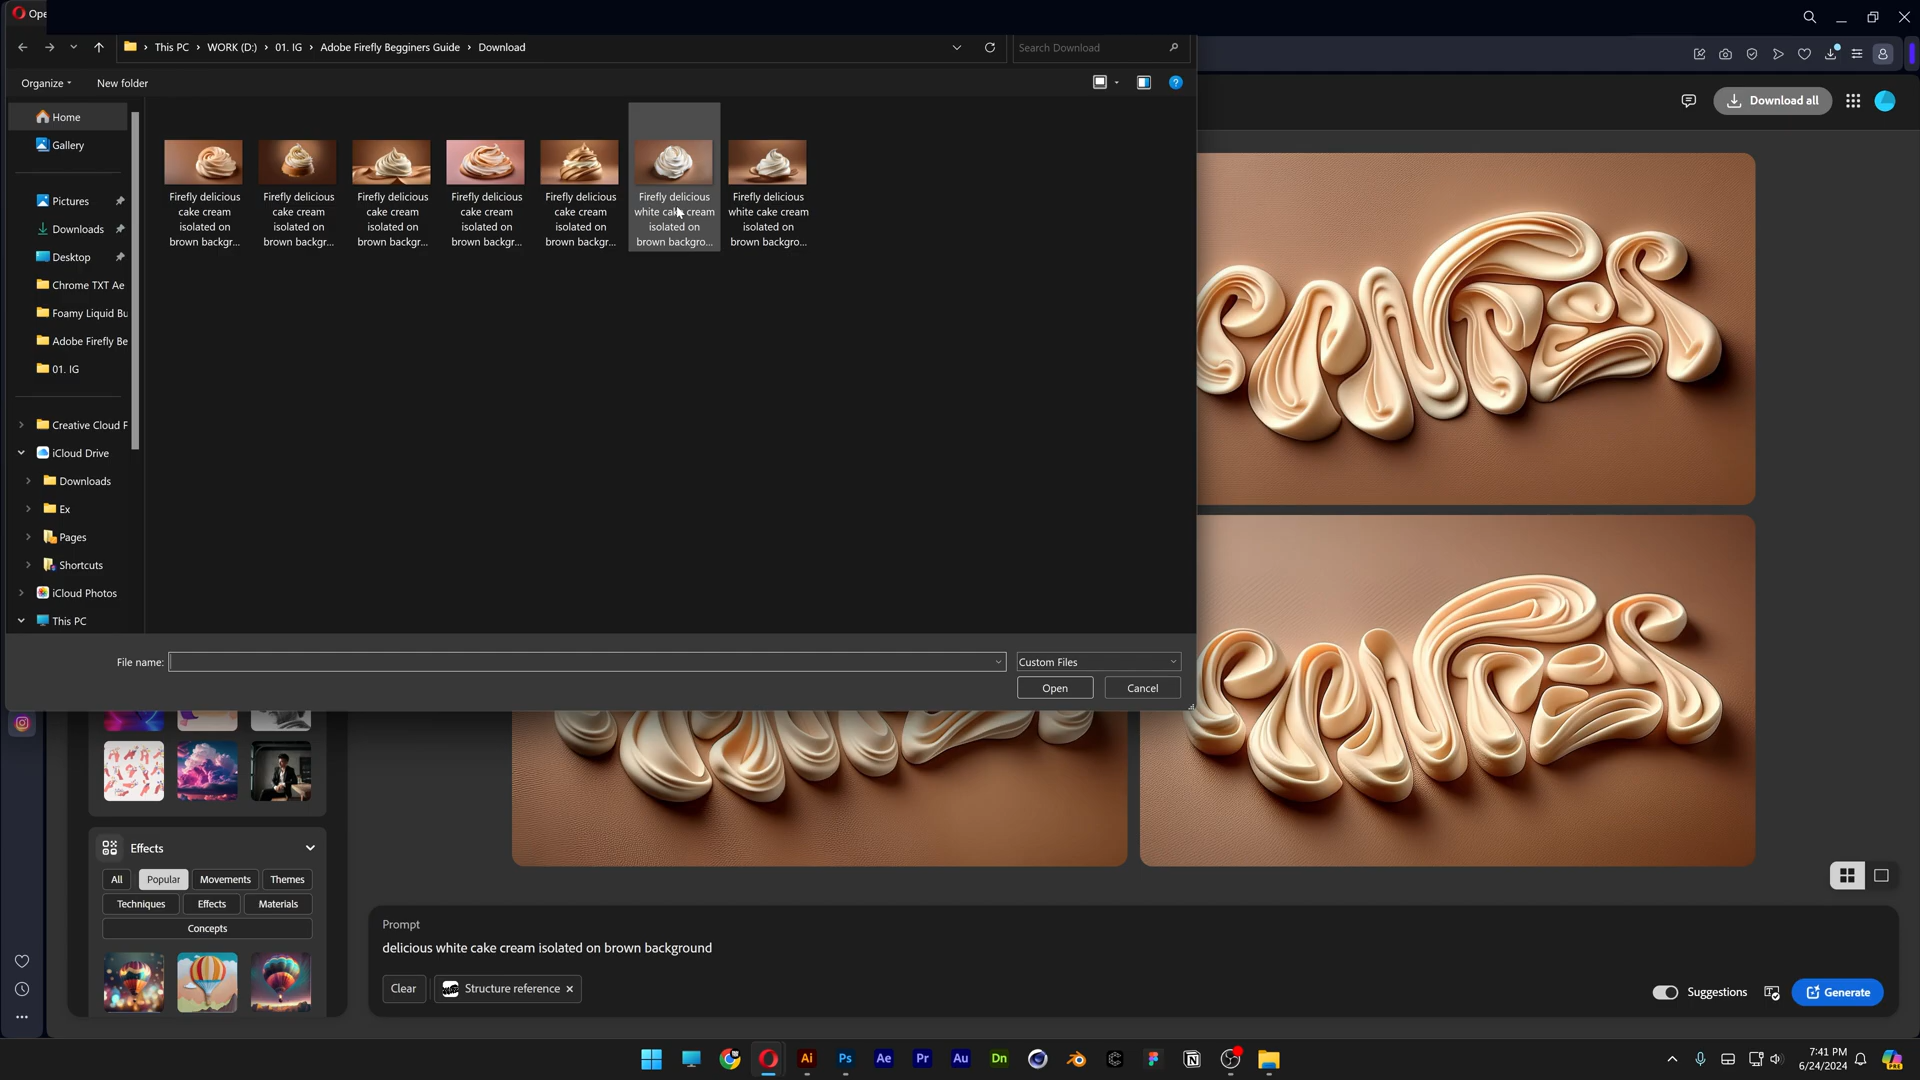 Ope
This PC
WORK (D:)
01. IG
Adobe Firefly Begginers Guide
Download
Search Download
Organize
New folder
Download all
Home
Gallery
Pictures
Downloads
Desktop
Chrome TXT Ae
Foamy Liquid Bu
Adobe Firefly Be
01. IG
Creative Cloud F
iCloud Drive
Downloads
Ex
Pages
Shortcuts
iCloud Photos
This PC
Firefly delicious
cake cream
isolated on
brown backgr...
Firefly delicious
cake cream
isolated on
brown backgr...
Firefly delicious
cake cream
isolated on
brown backgr...
Firefly delicious
cake cream
isolated on
brown backgr...
Firefly delicious
cake cream
isolated on
brown backgr...
Firefly delicious
white cake cream
isolated on
brown backgro...
Firefly delicious
white cake cream
isolated on
brown backgro...
File name:
Custom Files
Open
Cancel
Effects
All
Popular
Movements
Themes
Techniques
Effects
Materials
Concepts
Prompt
delicious white cake cream isolated on brown background
Clear
Structure reference
Suggestions
Generate
Ai
Ps
Ae
Pr
Au
Dn
7:41 PM
6/24/2024
PRE